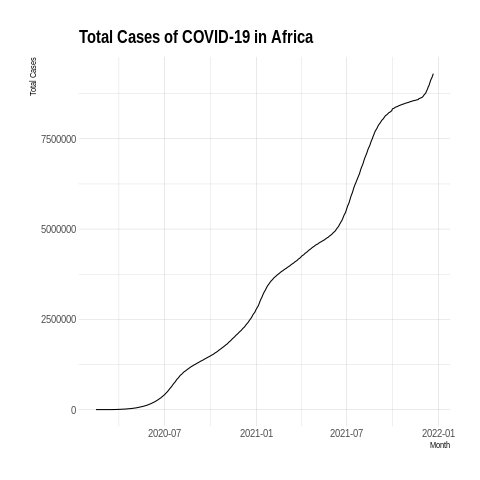 Total Cases of COVID-19 in Africa
Total Cases
7500000
5000000
2500000
0
2020-07
2021-01
2021-07
2022-01
Month